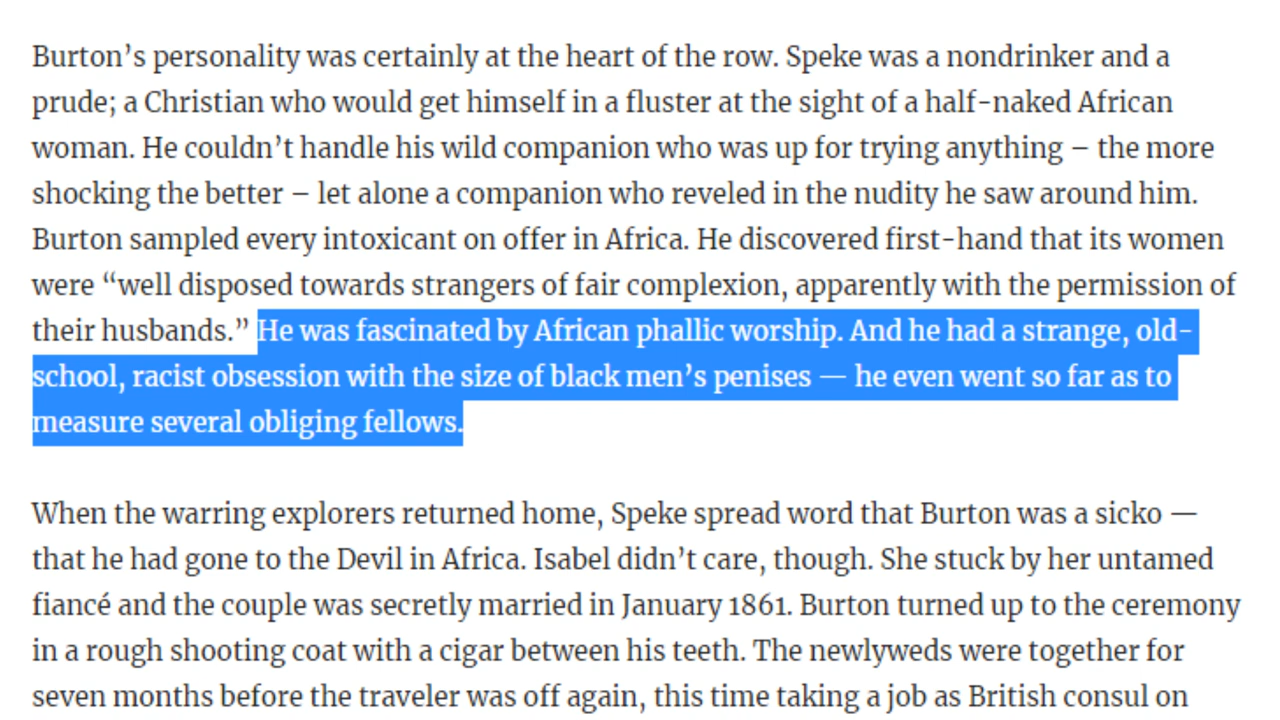 Burton’s personality was certainly at the heart of the row. Speke was a nondrinker and a
prude; a Christian who would get himself in a fluster at the sight of a half-naked African
woman. He couldn’t handle his wild companion who was up for trying anything – the more
shocking the better – let alone a companion who reveled in the nudity he saw around him.
Burton sampled every intoxicant on offer in Africa. He discovered first-hand that its women
were “well disposed towards strangers of fair complexion, apparently with the permission of
their husbands.” He was fascinated by African phallic worship. And he had a strange, old-
school, racist obsession with the size of black men’s penises — he even went so far as to
measure several obliging fellows.
When the warring explorers returned home, Speke spread word that Burton was a sicko —
that he had gone to the Devil in Africa. Isabel didn’t care, though. She stuck by her untamed
fiancé and the couple was secretly married in January 1861. Burton turned up to the ceremony
in a rough shooting coat with a cigar between his teeth. The newlyweds were together for
seven months before the traveler was off again, this time taking a job as British consul on